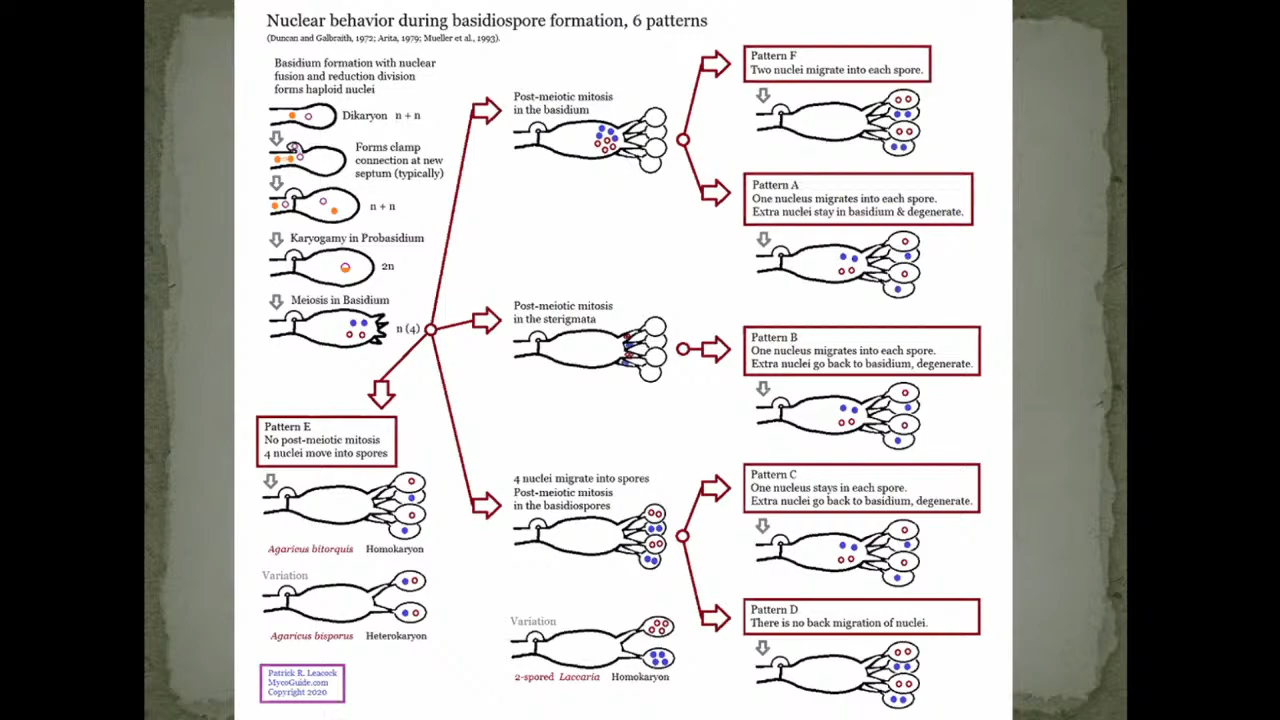 Nuclear behavior during basidiospore formation, 6 patterns
(Duncan and Galbraith, 1972; Arita, 1979; Mueller et al., 1993).
Basidium formation with nuclear
fusion and reduction division
forms haploid nuclei
Dikaryon n + n
Forms clamp
connection at new
septum (typically)
n + n
Karyogamy in Probasidium
2n
Meiosis in Basidium
n (4)
Pattern E
No post-meiotic mitosis
4 nuclei move into spores
Agaricus bitorquis Homokaryon
Variation
Agaricus bisporus Heterokaryon
Patrick R. Leacock
MycoGuide.com
Copyright 2020
Post-meiotic mitosis
in the basidium
Post-meiotic mitosis
in the sterigmata
4 nuclei migrate into spores
Post-meiotic mitosis
in the basidiospores
Variation
2-spored Laccaria Homokaryon
Pattern F
Two nuclei migrate into each spore.
Pattern A
One nucleus migrates into each spore.
Extra nuclei stay in basidium & degenerate.
Pattern B
One nucleus migrates into each spore.
Extra nuclei go back to basidium, degenerate.
Pattern C
One nucleus stays in each spore.
Extra nuclei go back to basidium, degenerate.
Pattern D
There is no back migration of nuclei.